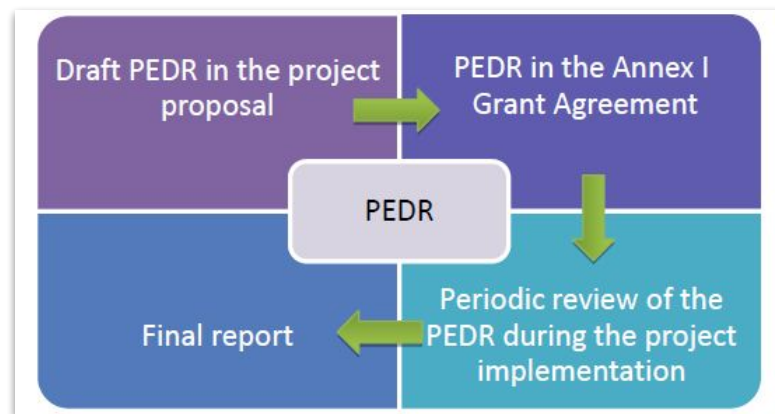 Draft PEDR in the project
proposal
PEDR in the Annex I
Grant Agreement
PEDR
Final report
Periodic review of the
PEDR during the project
implementation